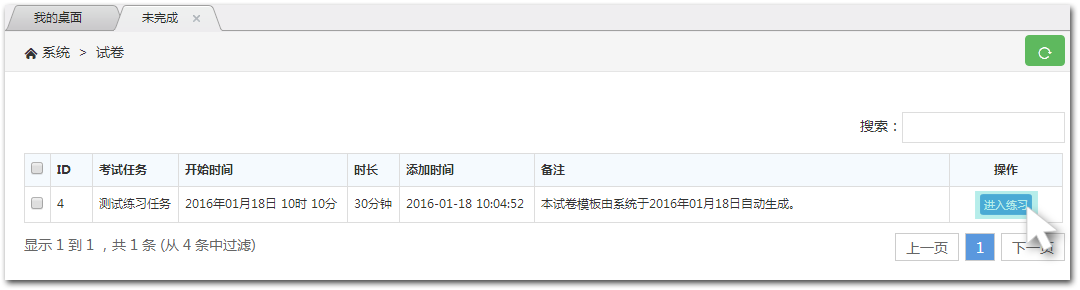 我的桌面 未完成 ×
系统 > 试卷
搜索：
ID 考试任务 开始时间 时长 添加时间 备注 操作
4 测试练习任务 2016年01月18日 10时 10分 30分钟 2016-01-18 10:04:52 本试卷模板由系统于2016年01月18日自动生成。 进入练习
显示 1 到 1 ，共 1 条 (从 4 条中过滤) 上一页 1 下一页